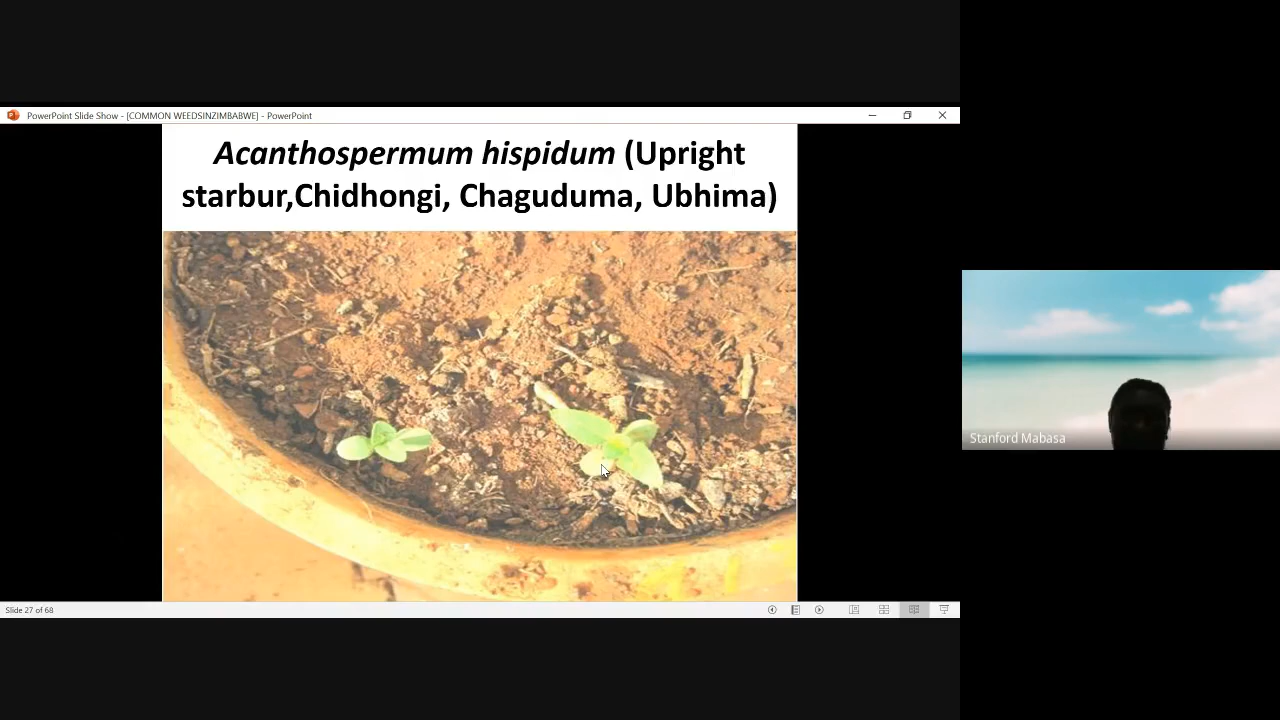 PowerPoint Slide Show - [COMMON WEEDSINZIMBABWE] - PowerPoint
Acanthospermum hispidum (Upright
starbur,Chidhongi, Chaguduma, Ubhima)
Stanford Mabasa
Slide 27 of 68